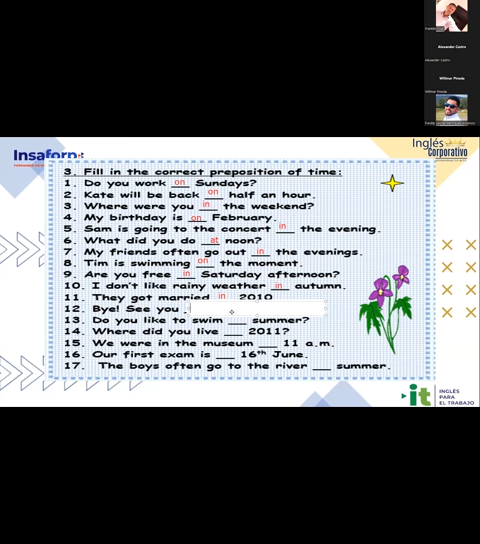 Alexander Castro
Alexander Castro
Wilmar Pineda
Wilmar Pineda
Insaforp
Inglés
Corporativo
3. Fill in the correct preposition of time:
1. Do you work on Sundays?
2. Kate will be back on half an hour.
3. Where were you in the weekend?
4. My birthday is on February.
5. Sam is going to the concert in the evening.
6. What did you do at noon?
7. My friends often go out in the evenings.
8. Tim is swimming on the moment.
9. Are you free in Saturday afternoon?
10. I don't like rainy weather in autumn.
11. They got married in 2010
12. Bye! See you
13. Do you like to swim ___ summer?
14. Where did you live ___ 2011?
15. We were in the museum ___ 11 a.m.
16. Our first exam is ___ 16th June.
17. The boys often go to the river ___ summer.
it
INGLÉS
PARA
EL TRABAJO